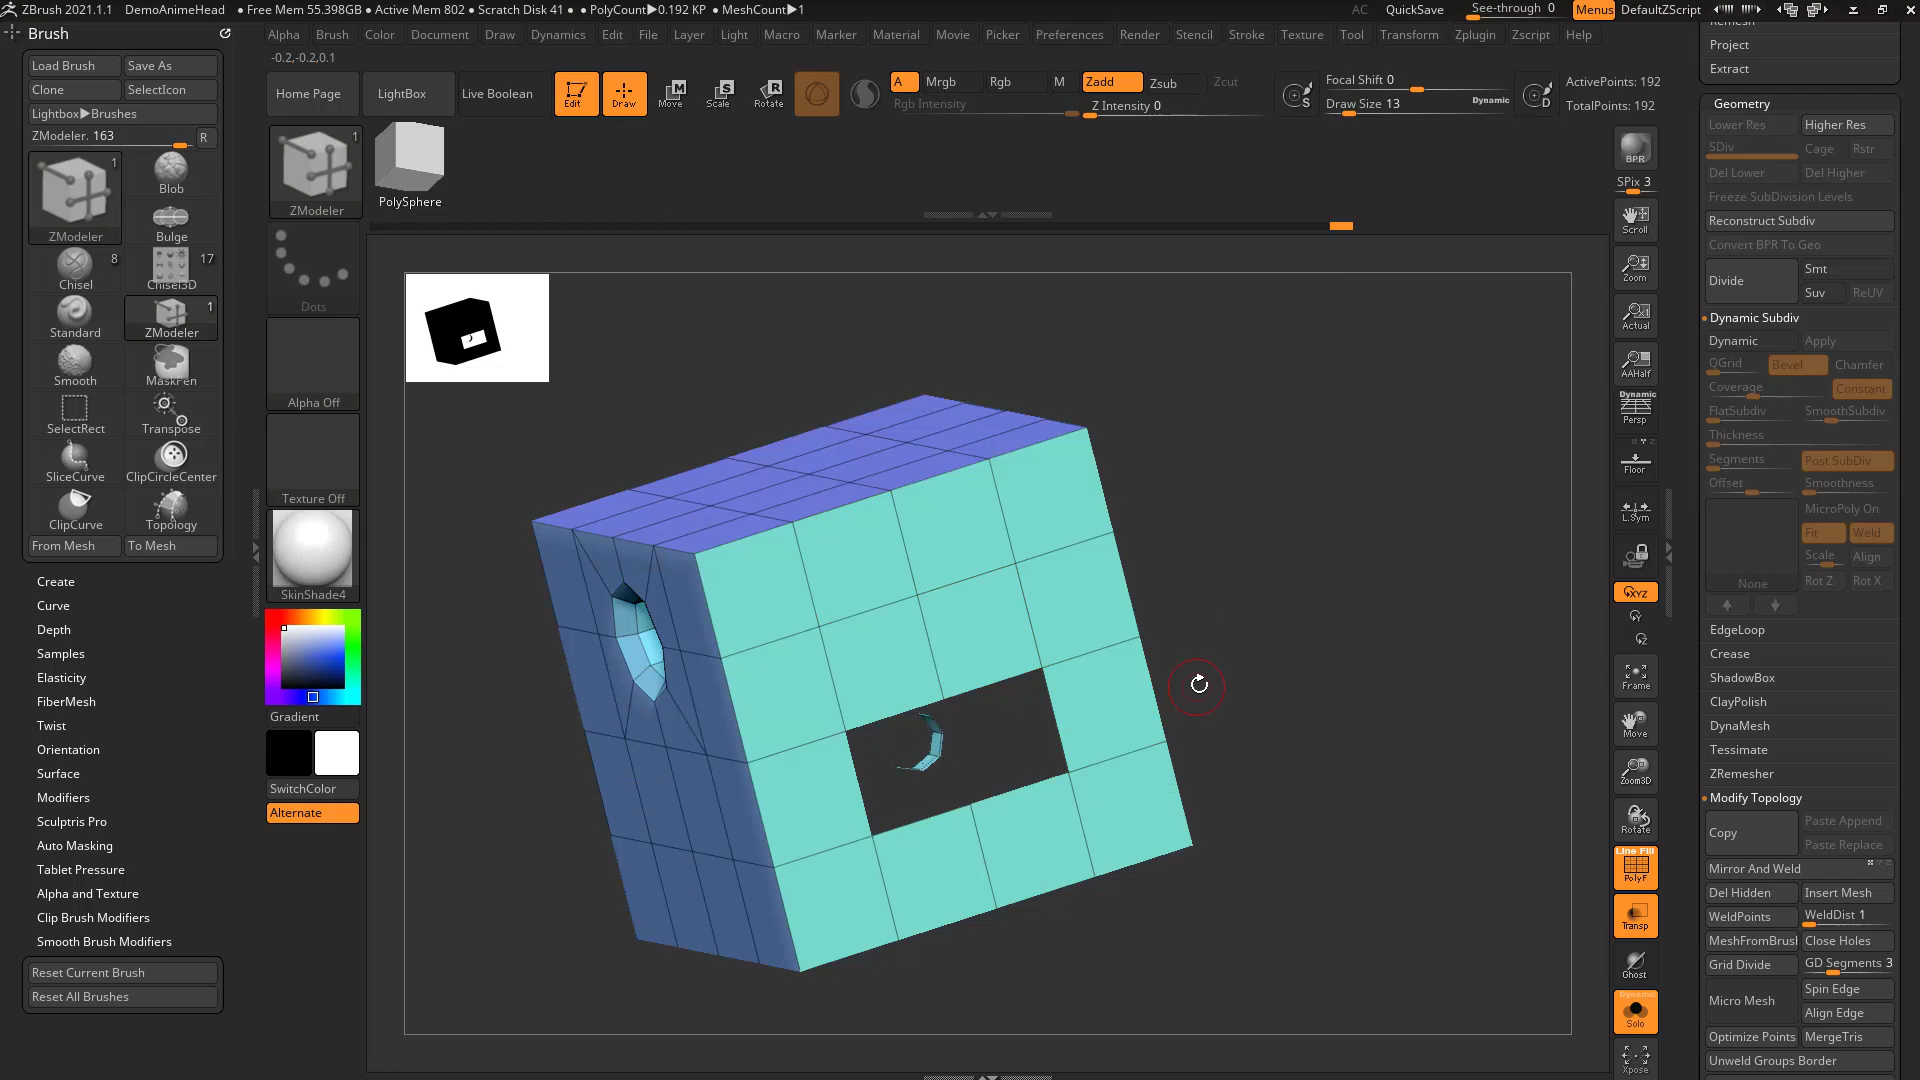 ZBrush 2021.1.1 DemoAnimeHead ● Free Mem 55.398GB ● Active Mem 802 ● Scratch Disk 41 ● PolyCount▶0.192 KP ● MeshCount▶1 AC QuickSave See-through 0 Menus DefaultZScript
Brush
Alpha Brush Color Document Draw Dynamics Edit File Layer Light Macro Marker Material Movie Picker Preferences Render Stencil Stroke Texture Tool Transform Zplugin Zscript Help
-0.2,-0.2,0.1
Home Page LightBox Live Boolean Edit Draw Move Scale Rotate
A Mrgb Rgb M Zadd Zsub Zcut
Rgb Intensity Z Intensity 0
Focal Shift 0
Draw Size 13 Dynamic
ActivePoints: 192
TotalPoints: 192
Load Brush Save As
Clone SelectIcon
Lightbox▶Brushes
ZModeler. 163 R
1 Blob
ZModeler Bulge
8 17
Chisel Chisel3D
1
Standard ZModeler
Smooth MaskPen
SelectRect Transpose
SliceCurve ClipCircleCenter
ClipCurve Topology
From Mesh To Mesh
Create
Curve
Depth
Samples
Elasticity
FiberMesh
Twist
Orientation
Surface
Modifiers
Sculptris Pro
Auto Masking
Tablet Pressure
Alpha and Texture
Clip Brush Modifiers
Smooth Brush Modifiers
Reset Current Brush
Reset All Brushes
1
ZModeler
PolySphere
Dots
Alpha Off
Texture Off
SkinShade4
Gradient
SwitchColor
Alternate
BPR
SPix 3
Scroll
Zoom
Actual
AAHalf
Dynamic
Persp
Floor
L.Sym
XYZ
Y
Z
Frame
Move
Zoom3D
Rotate
Line Fill
PolyF
Transp
Ghost
Dynamic
Solo
Xpose
Project
Extract
Geometry
Lower Res Higher Res
SDiv Cage Rstr
Del Lower Del Higher
Freeze SubDivision Levels
Reconstruct Subdiv
Convert BPR To Geo
Divide Smt
Suv ReUV
Dynamic Subdiv
Dynamic Apply
QGrid Bevel Chamfer
Coverage Constant
FlatSubdiv SmoothSubdiv
Thickness
Segments Post SubDiv
Offset Smoothness
MicroPoly On
Fit Weld
Scale Align
None Rot Z Rot X
EdgeLoop
Crease
ShadowBox
ClayPolish
DynaMesh
Tessimate
ZRemesher
Modify Topology
Copy Paste Append
Paste Replace
Mirror And Weld
Del Hidden Insert Mesh
WeldPoints WeldDist 1
MeshFromBrush Close Holes
Grid Divide GD Segments 3
Micro Mesh Spin Edge
Align Edge
Optimize Points MergeTris
Unweld Groups Border